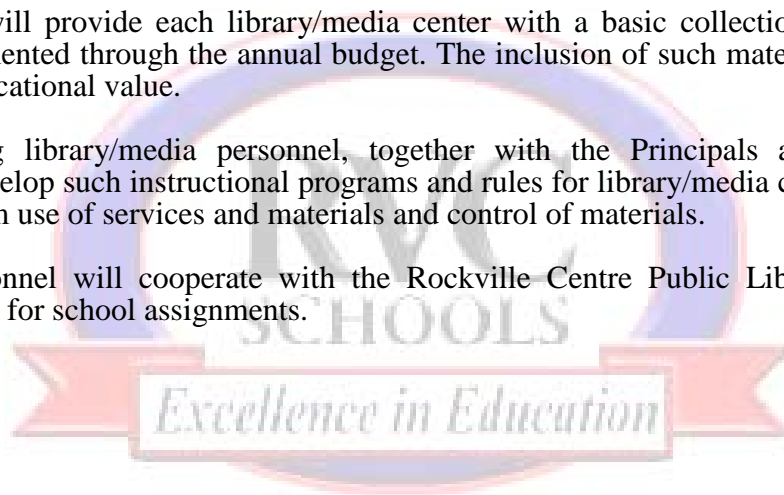 vill provide each library/media center with a basic collection
ented through the annual budget. The inclusion of such mate
cational value.
g library/media personnel, together with the Principals a
velop such instructional programs and rules for library/media c
n use of services and materials and control of materials.
onnel will cooperate with the Rockville Centre Public Lib
for school assignments.
RVC
SCHOOLS
Excellence in Education